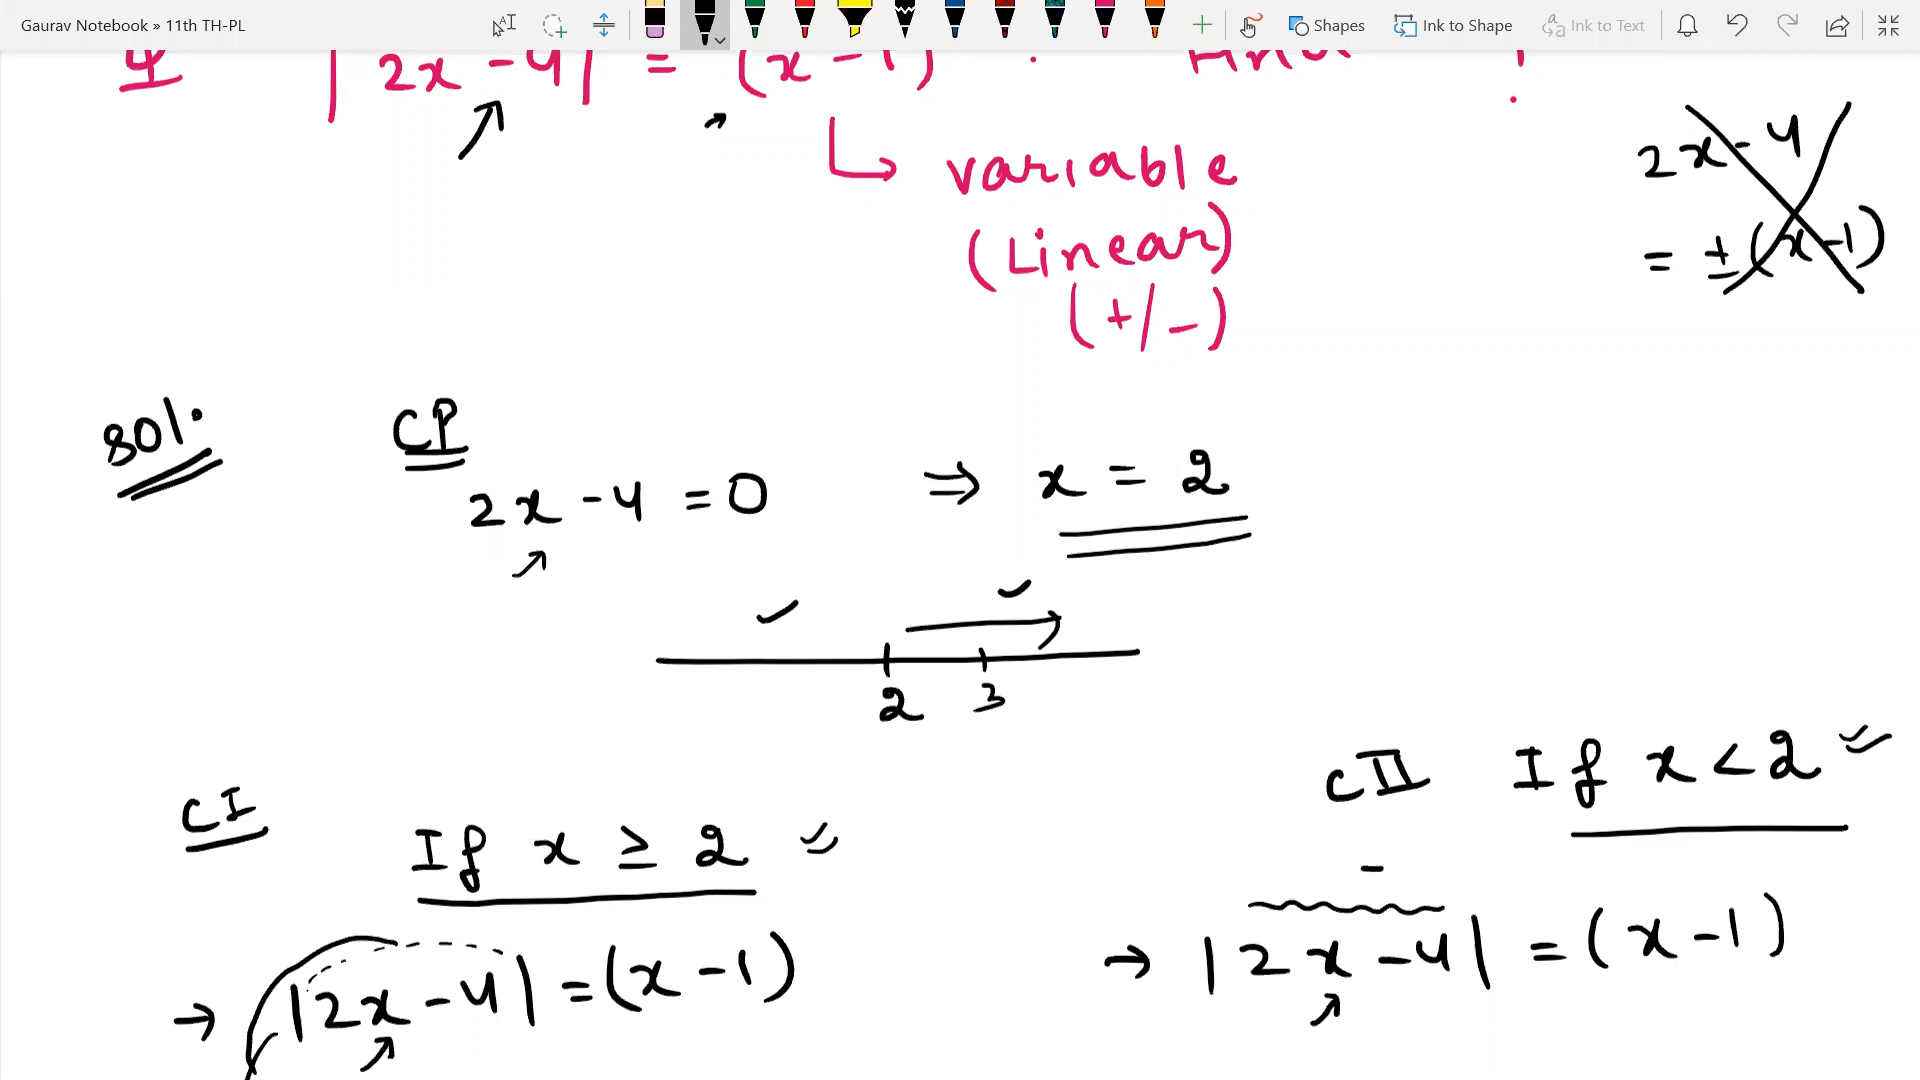 Gaurav Notebook » 11th TH-PL
Shapes
Ink to Shape
Ink to Text
|2x-4| = (x-1)
variable
(Linear)
(+/-)
2x-4
= ±(x-1)
Sol.
CP
2x-4 = 0 ⇒ x = 2
2 3
CI
If x ≥ 2
→ |2x-4| = (x-1)
CII If x < 2
-
→ |2x-4| = (x-1)